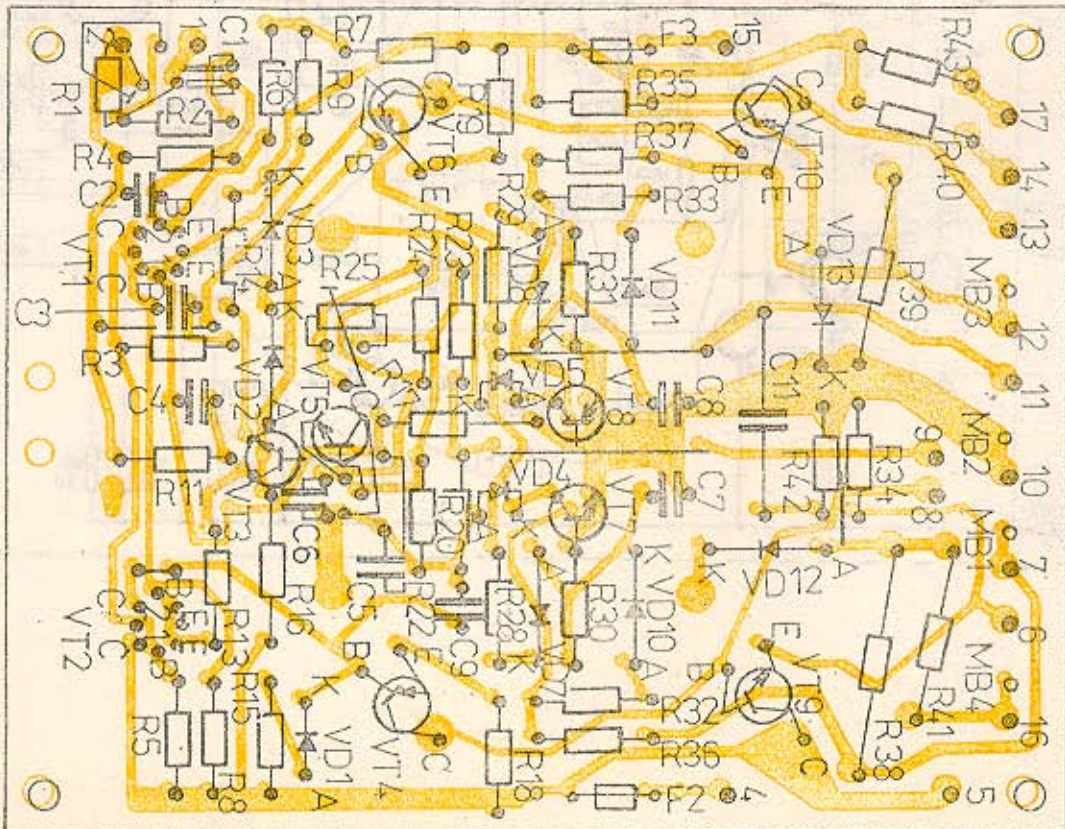 R7
F3
15
R43
C1
1
2
R1
R2
R6
R9
R19
R35
C
17
VT6
VT10
R4
B
R37
B
E
R40
14
E
C2
K
R29
R33
A
13
VT1
C
B
E
R14
VD3
A
K
R25
R21
R23
A
VD8
R31
VD11
VD13
R39
MB3
12
C3
R3
K
K
11
C4
VD2
A
VT5
C
VD5
VT8
C8
C11
9
MB2
R11
VT3
C6
R20
VD4
C7
R42
R34
8
10
MB1
C5
R22
C9
R28
R30
K
VD10
A
K
VD12
A
7
6
VT2
C
B
E
R13
R16
B
E
K
B
E
MB4
R5
R8
R15
K
VD1
A
VT4
C
R18
R32
R36
VT9
C
R38
R41
16
F2
4
5